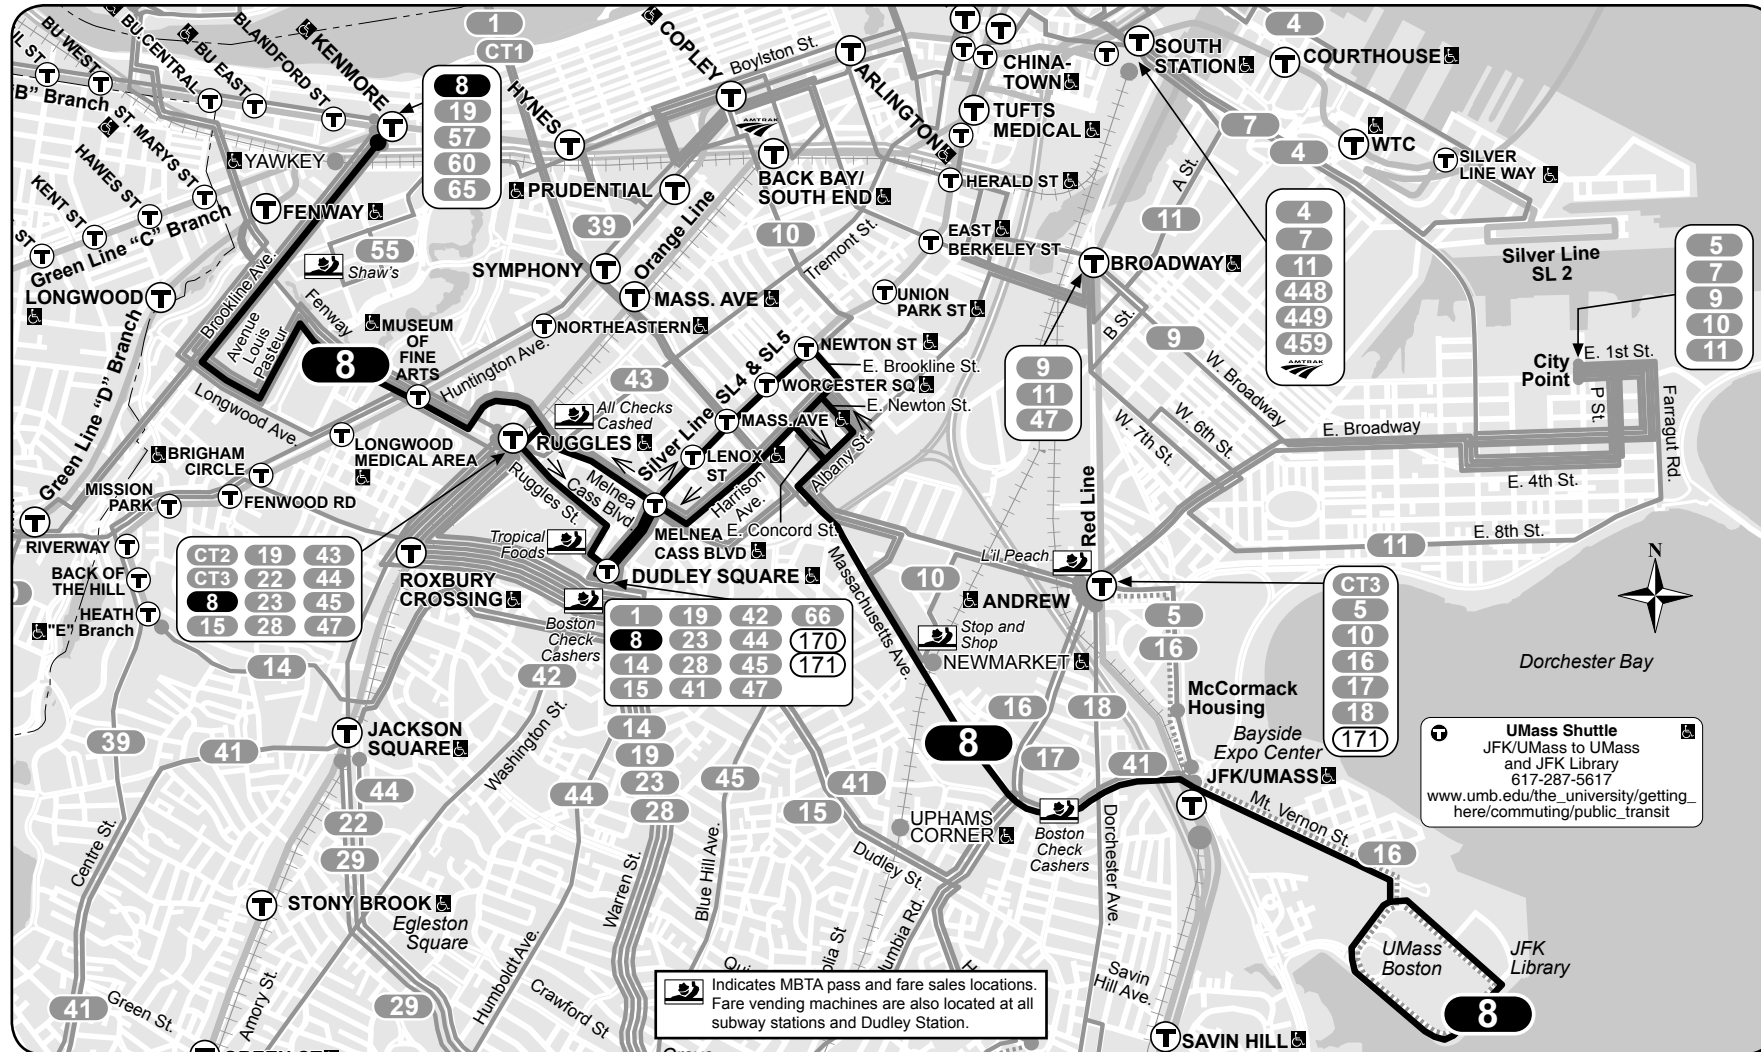 1
CT1
4
BU WEST
BU CENTRAL
BU EAST
BLANDFORD ST
KENMORE
"B" Branch
ST. MARYS ST
HAWES ST
KENT ST
Green Line "C" Branch
YAWKEY
FENWAY
8
19
57
60
65
HYNES
COPLEY
Boylston St.
AMTRAK
ARLINGTON
CHINA-
TOWN
TUFTS
MEDICAL
SOUTH
STATION
COURTHOUSE
7
4
WTC
SILVER
LINE WAY
PRUDENTIAL
BACK BAY/
SOUTH END
HERALD ST
A St.
11
39
10
Orange Line
Tremont St.
EAST
BERKELEY ST
BROADWAY
4
7
11
448
449
459
AMTRAK
Silver Line
SL 2
5
7
9
10
11
55
Shaw's
SYMPHONY
MASS. AVE
UNION
PARK ST
LONGWOOD
Brookline Ave.
Avenue
Louis
Pasteur
Fenway
8
MUSEUM
OF
FINE
ARTS
NORTHEASTERN
Huntington Ave.
NEWTON ST
E. Brookline St.
WORCESTER SQ
E. Newton St.
MASS. AVE
Silver Line SL4 & SL5
43
All Checks
Cashed
B St.
9
W. Broadway
9
11
47
City
Point
E. 1st St.
P St.
Farragut Rd.
W. 6th St.
W. 7th St.
E. Broadway
E. 4th St.
E. 8th St.
11
Longwood Ave.
Green Line "D" Branch
LONGWOOD
MEDICAL AREA
RUGGLES
LENOX
ST
Albany St.
Harrison
Ave.
BRIGHAM
CIRCLE
MISSION
PARK
FENWOOD RD
Ruggles St.
Melnea
Cass Blvd.
E. Concord St.
MELNEA
CASS BLVD
Red Line
RIVERWAY
BACK OF
THE HILL
HEATH
"E" Branch
CT2
19
43
CT3
22
44
8
23
45
15
28
47
Tropical
Foods
ROXBURY
CROSSING
DUDLEY SQUARE
Boston
Check
Cashers
1
19
42
66
8
23
44
170
14
28
45
171
15
41
47
Massachusetts Ave.
10
L'il Peach
ANDREW
Stop and
Shop
NEWMARKET
5
16
CT3
5
10
16
17
18
171
N
Dorchester Bay
McCormack
Housing
Bayside
Expo Center
JFK/UMASS
UMass Shuttle
JFK/UMass to UMass
and JFK Library
617-287-5617
www.umb.edu/the_university/getting_
here/commuting/public_transit
14
42
39
41
JACKSON
SQUARE
44
22
29
Washington St.
14
19
23
28
44
45
41
15
8
16
18
17
41
Boston
Check
Cashers
UPHAMS
CORNER
Dudley St.
Dorchester Ave.
Mt. Vernon St.
16
Centre St.
STONY BROOK
Egleston
Square
Warren St.
Blue Hill Ave.
Humboldt Ave.
Crawford St
Amory St.
Green St.
41
29
Savin
Hill Ave.
SAVIN HILL
UMass
Boston
JFK
Library
8
Indicates MBTA pass and fare sales locations.
Fare vending machines are also located at all
subway stations and Dudley Station.